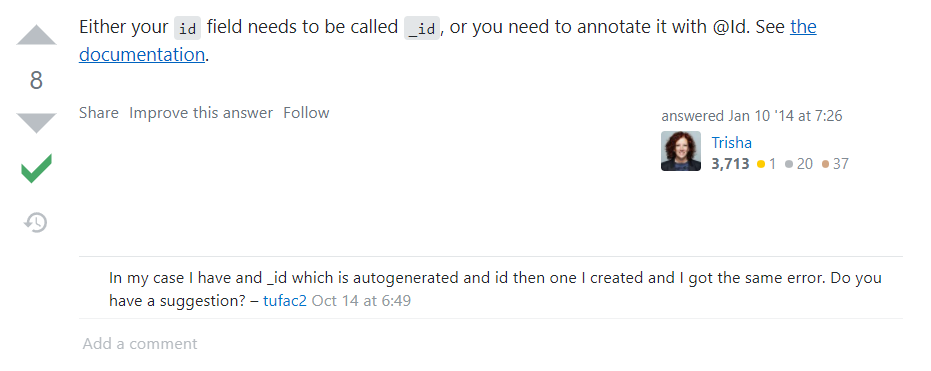 Either your id field needs to be called _id, or you need to annotate it with @Id. See the
documentation.
8
Share Improve this answer Follow
answered Jan 10 '14 at 7:26
Trisha
3,713 ● 1 ● 20 ● 37
In my case I have and _id which is autogenerated and id then one I created and I got the same error. Do you
have a suggestion? – tufac2 Oct 14 at 6:49
Add a comment